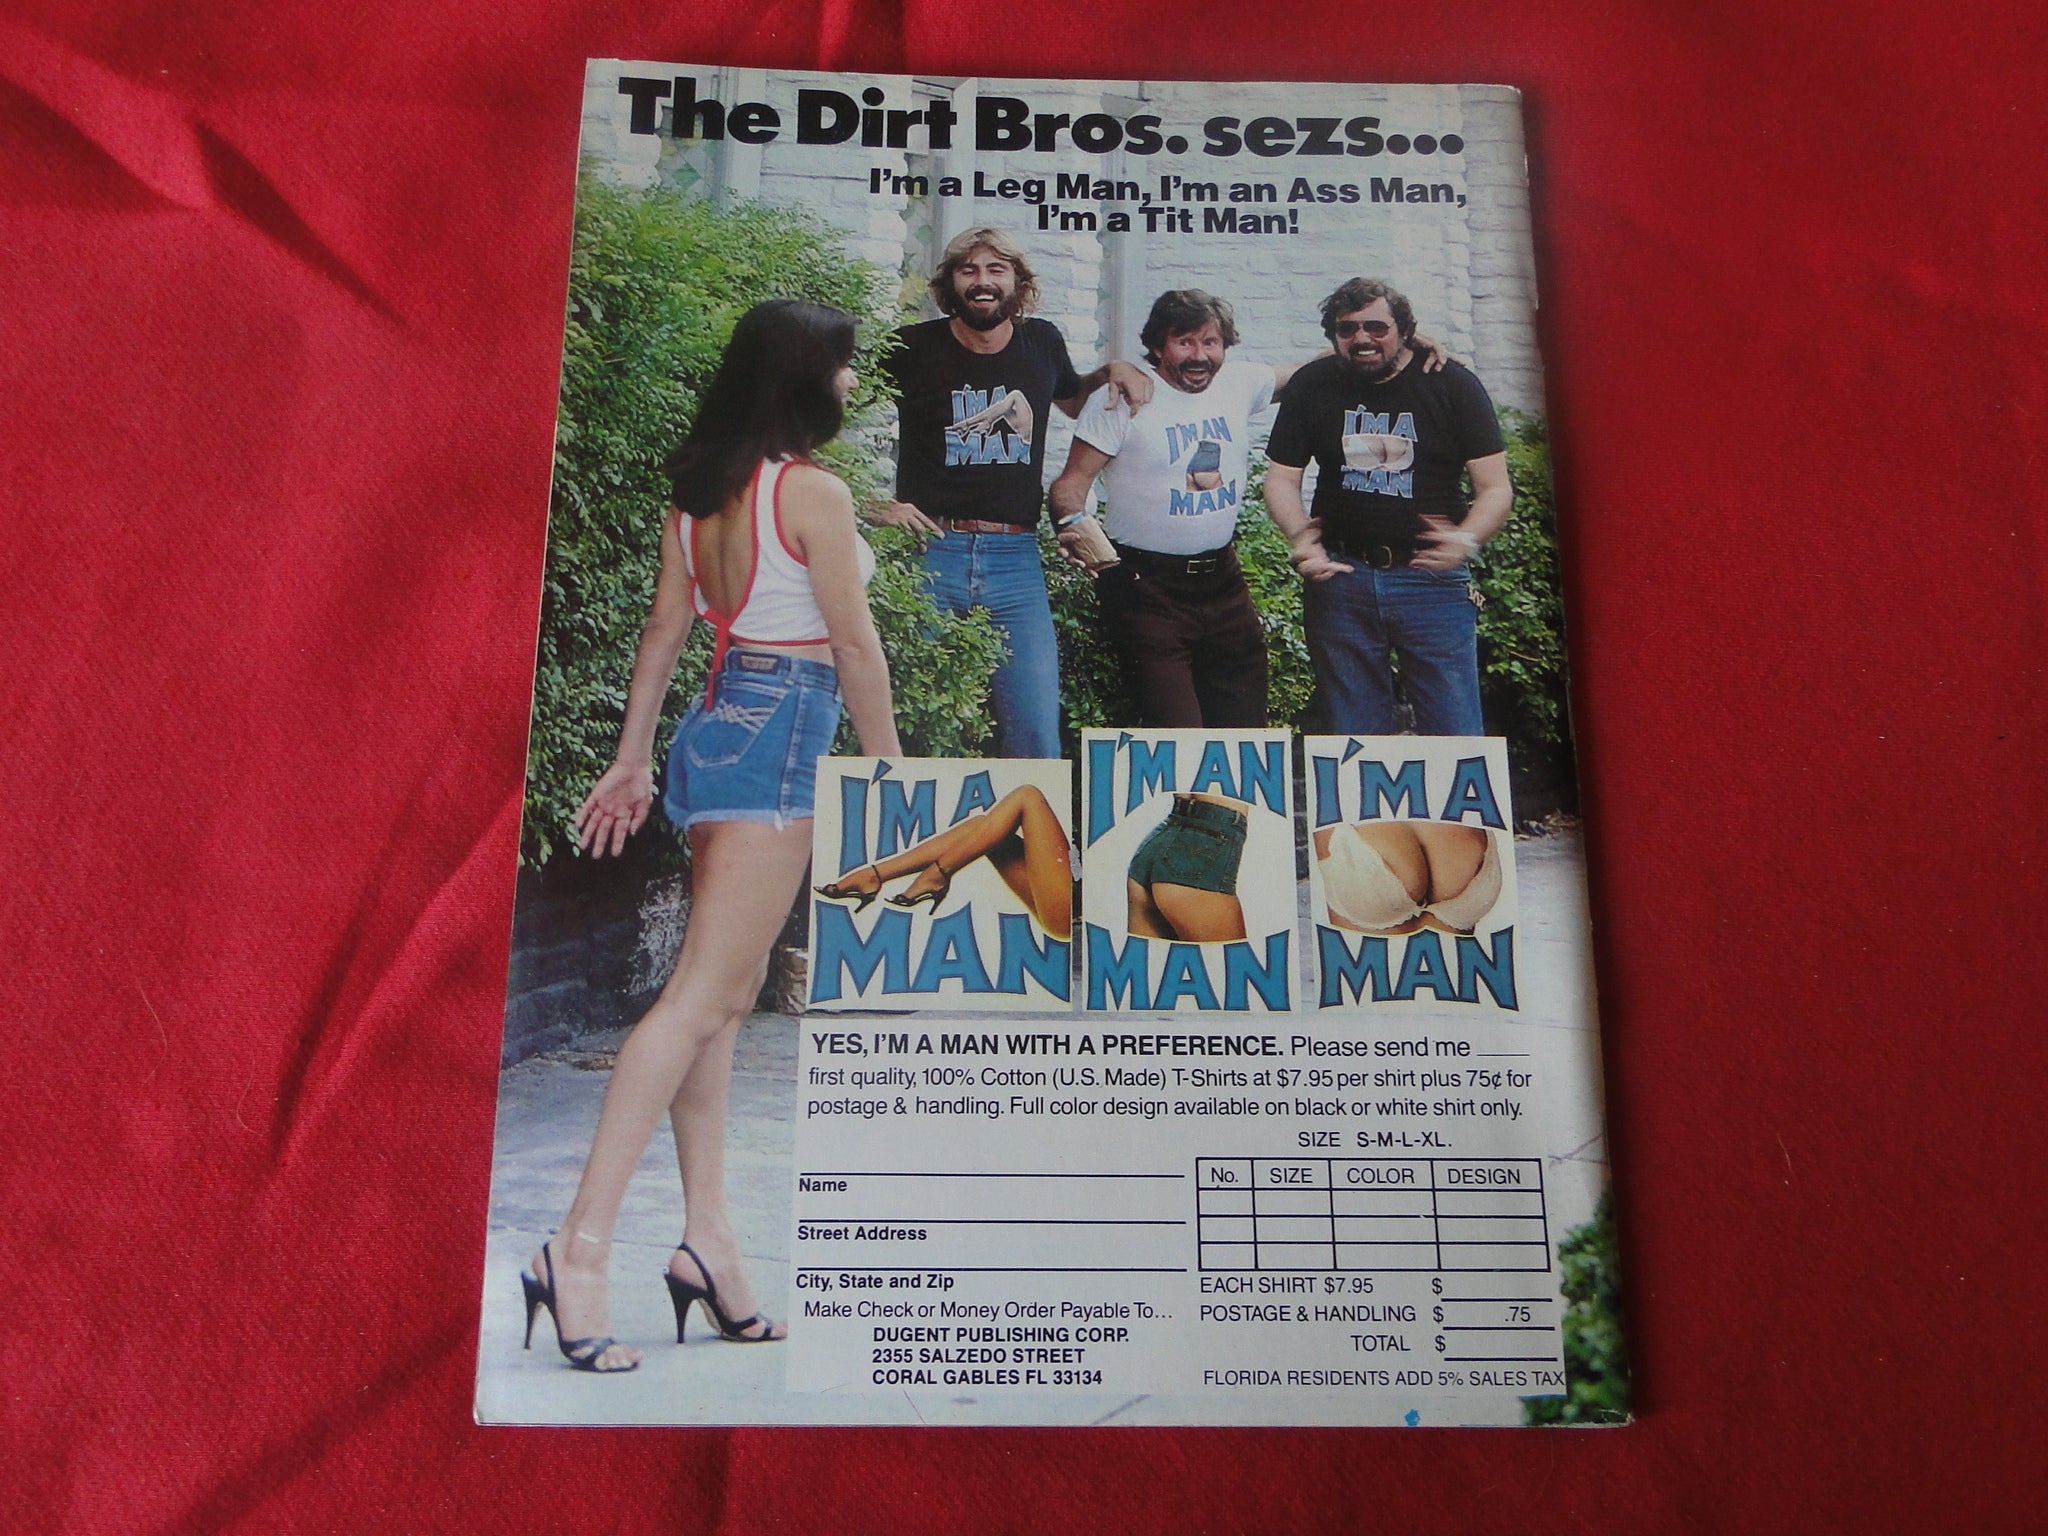 The Dirt Bros. sezs...
I'm a Leg Man, I'm an Ass Man,
I'm a Tit Man!
I'M A
MAN
I'M AN
MAN
I'M A
MAN
I'M A
MAN
I'M AN
MAN
I'M A
MAN
YES, I'M A MAN WITH A PREFERENCE. Please send me ____
first quality, 100% Cotton (U.S. Made) T-Shirts at $7.95 per shirt plus 75¢ for
postage & handling. Full color design available on black or white shirt only.
SIZE S-M-L-XL.
No. SIZE COLOR DESIGN
Name
Street Address
City, State and Zip
Make Check or Money Order Payable To...
DUGENT PUBLISHING CORP.
2355 SALZEDO STREET
CORAL GABLES FL 33134
EACH SHIRT $7.95 $
POSTAGE & HANDLING $ .75
TOTAL $
FLORIDA RESIDENTS ADD 5% SALES TAX